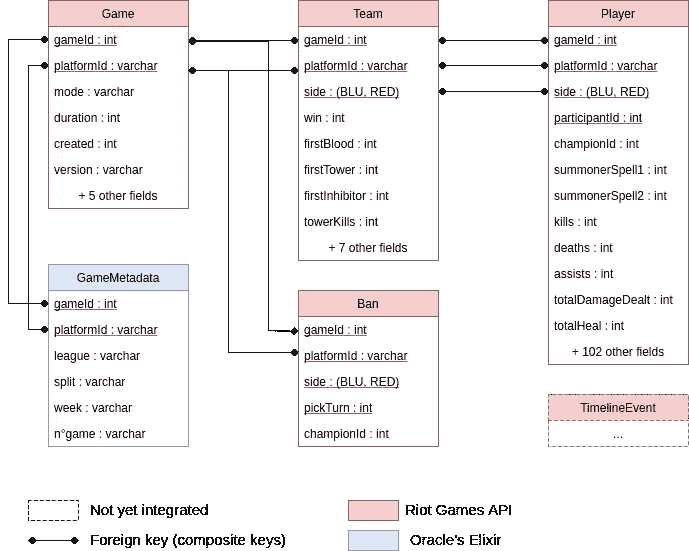 Game
gameId : int
platformId : varchar
mode : varchar
duration : int
created : int
version : varchar
+ 5 other fields
Team
gameId : int
platformId : varchar
side : (BLU, RED)
win : int
firstBlood : int
firstTower : int
firstInhibitor : int
towerKills : int
+ 7 other fields
Player
gameId : int
platformId : varchar
side : (BLU, RED)
participantId : int
championId : int
summonerSpell1 : int
summonerSpell2 : int
kills : int
deaths : int
assists : int
totalDamageDealt : int
totalHeal : int
+ 102 other fields
GameMetadata
gameId : int
platformId : varchar
league : varchar
split : varchar
week : varchar
n°game : varchar
Ban
gameId : int
platformId : varchar
side : (BLU, RED)
pickTurn : int
championId : int
TimelineEvent
...
Not yet integrated
Foreign key (composite keys)
Riot Games API
Oracle's Elixir